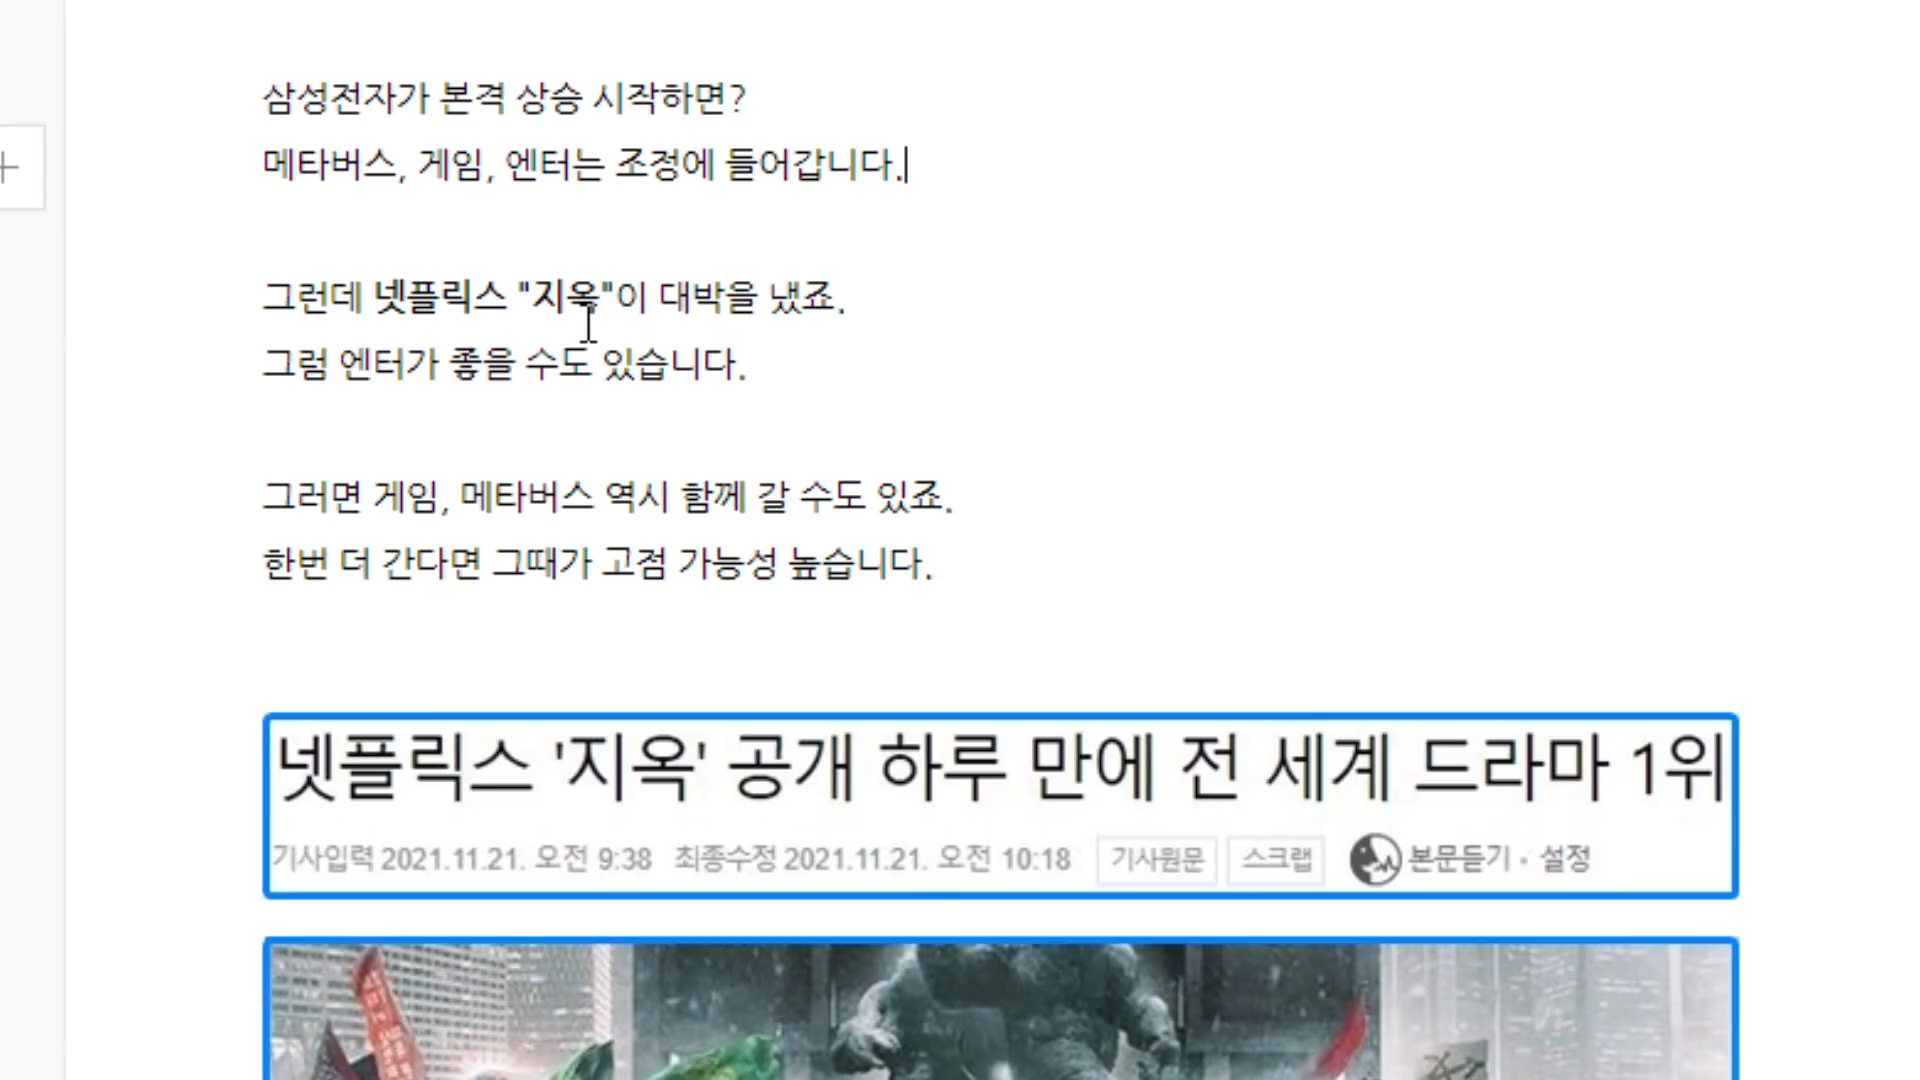 삼성전자가 본격 상승 시작하면?
메타버스, 게임, 엔터는 조정에 들어갑니다.
그런데 넷플릭스 "지옥"이 대박을 냈죠.
그럼 엔터가 좋을 수도 있습니다.
그러면 게임, 메타버스 역시 함께 갈 수도 있죠.
한번 더 간다면 그때가 고점 가능성 높습니다.
넷플릭스 '지옥' 공개 하루 만에 전 세계 드라마 1위
기사입력 2021.11.21. 오전 9:38 최종수정 2021.11.21. 오전 10:18 기사원문 스크랩 본문듣기 · 설정